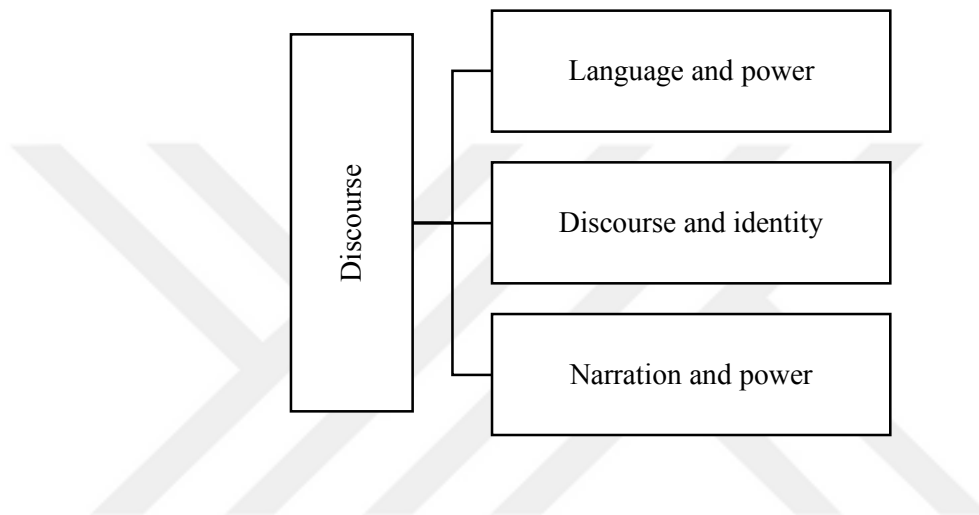 Discourse
Language and power
Discourse and identity
Narration and power